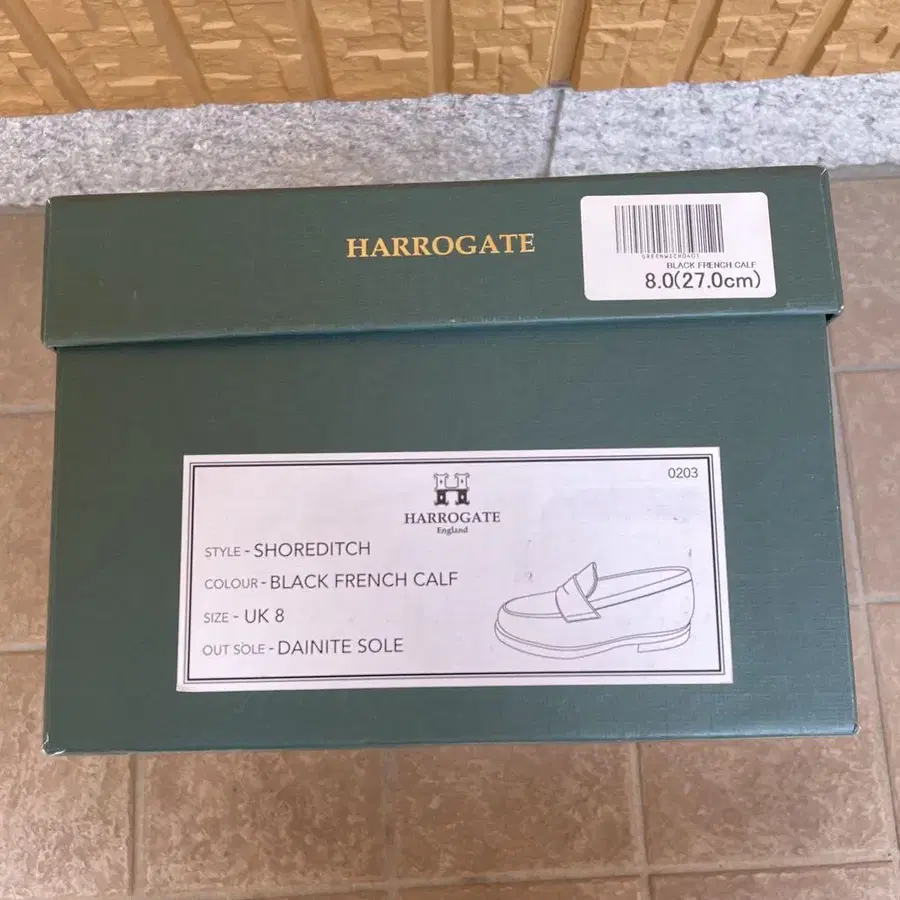 HARROGATE
GREENWICH0401
BLACK FRENCH CALF
8.0(27.0cm)
0203
HARROGATE
England
STYLE - SHOREDITCH
COLOUR - BLACK FRENCH CALF
SIZE - UK 8
OUT SOLE - DAINITE SOLE